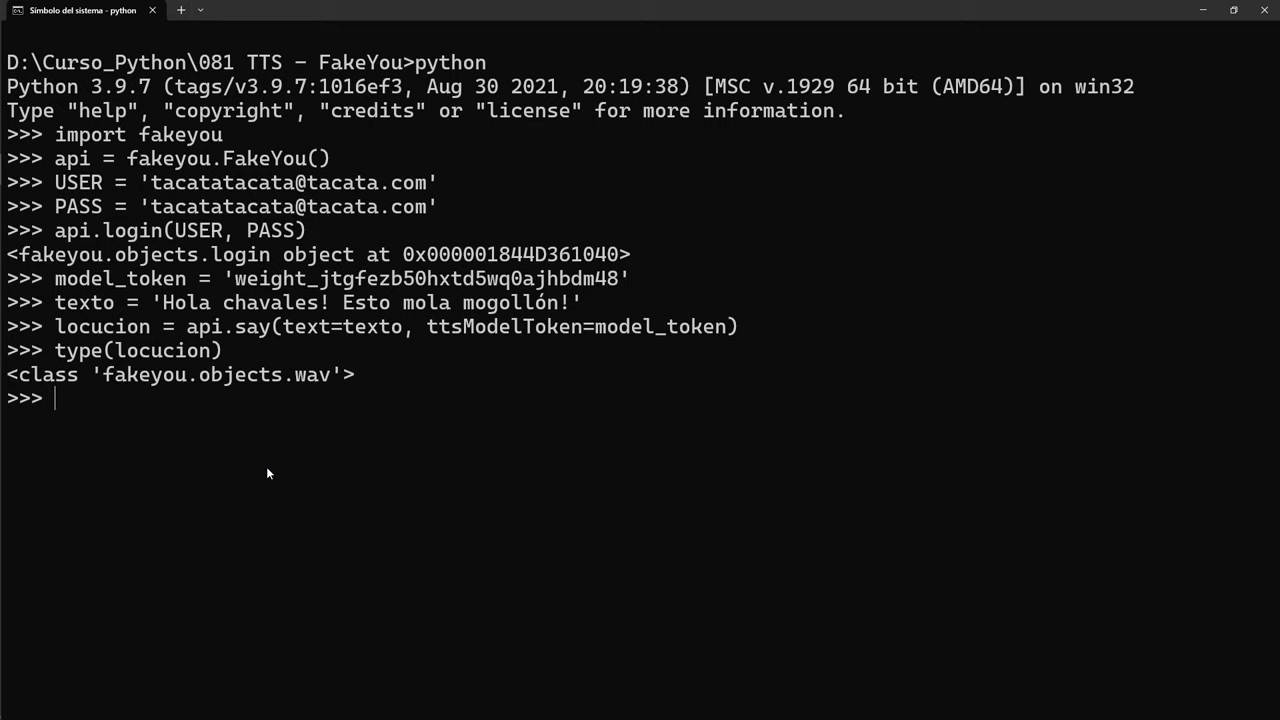 Símbolo del sistema - python
D:\Curso_Python\081 TTS - FakeYou>python
Python 3.9.7 (tags/v3.9.7:1016ef3, Aug 30 2021, 20:19:38) [MSC v.1929 64 bit (AMD64)] on win32
Type "help", "copyright", "credits" or "license" for more information.
>>> import fakeyou
>>> api = fakeyou.FakeYou()
>>> USER = 'tacatatacata@tacata.com'
>>> PASS = 'tacatatacata@tacata.com'
>>> api.login(USER, PASS)
<fakeyou.objects.login object at 0x000001844D361040>
>>> model_token = 'weight_jtgfezb50hxtd5wq0ajhbdm48'
>>> texto = 'Hola chavales! Esto mola mogollón!'
>>> locucion = api.say(text=texto, ttsModelToken=model_token)
>>> type(locucion)
<class 'fakeyou.objects.wav'>
>>>